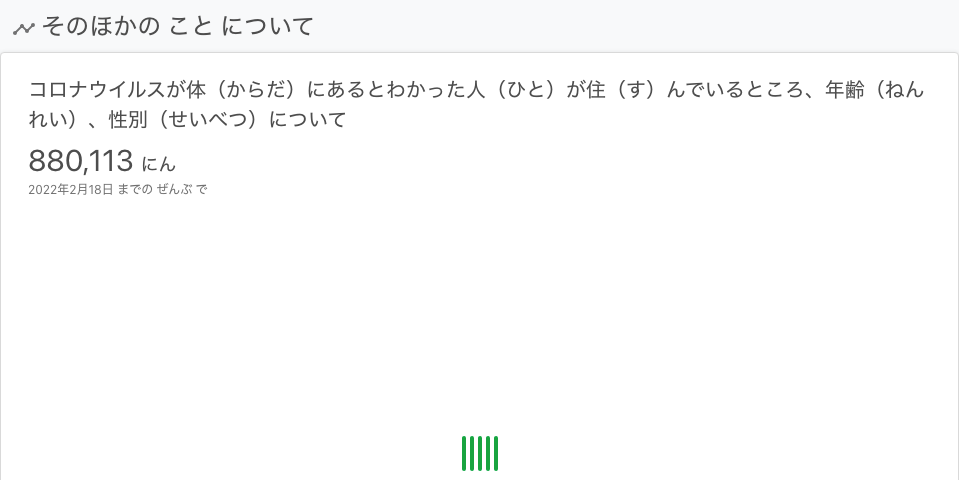 そのほかの こと について
コロナウイルスが体（からだ）にあるとわかった人（ひと）が住（す）んでいるところ、年齢（ねん
れい）、性別（せいべつ）について
880,113 にん
2022年2月18日 までの ぜんぶ で